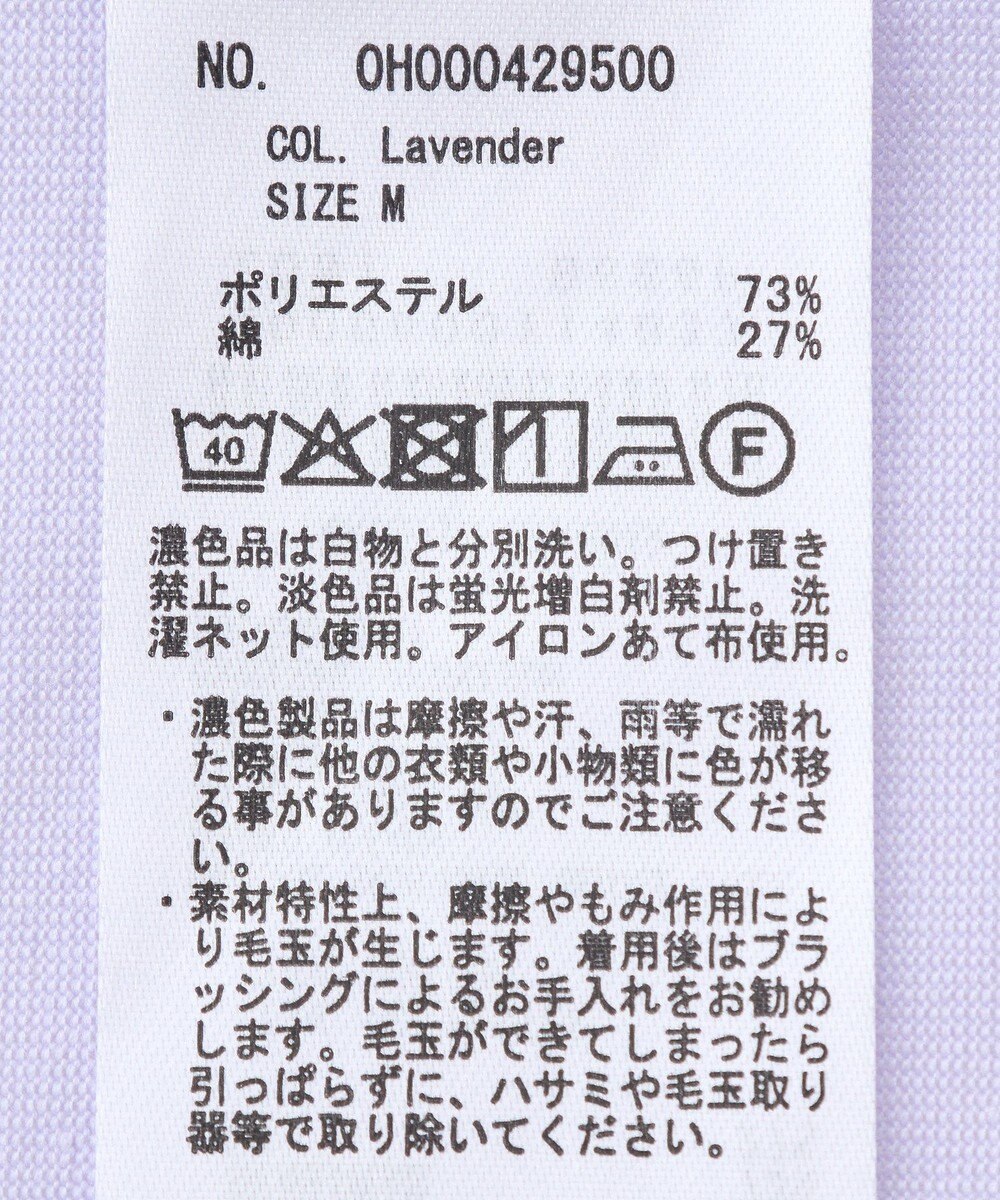 NO. 0H000429500
COL. Lavender
SIZE M
ポリエステル 73%
綿 27%
40 F
濃色品は白物と分別洗い。つけ置き
禁止。淡色品は蛍光増白剤禁止。洗
濯ネット使用。アイロンあて布使用。
・濃色製品は摩擦や汗、雨等で濡れ
た際に他の衣類や小物類に色が移
る事がありますのでご注意くださ
い。
・素材特性上、摩擦やもみ作用によ
り毛玉が生じます。着用後はブラ
ッシングによるお手入れをお勧め
します。毛玉ができてしまったら
引っぱらずに、ハサミや毛玉取り
器等で取り除いてください。